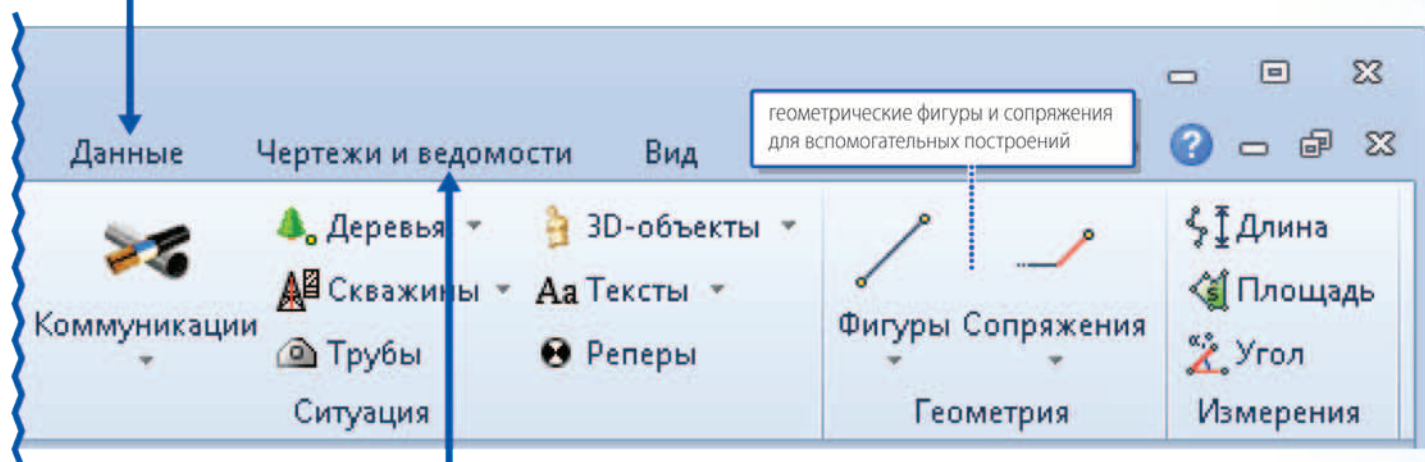 геометрические фигуры и сопряжения
для вспомогательных построений
Данные Чертежи и ведомости Вид
Деревья 3D-объекты Длина
Скважины Aa Тексты Площадь
Коммуникации Фигуры Сопряжения
Трубы Реперы Угол
Ситуация Геометрия Измерения